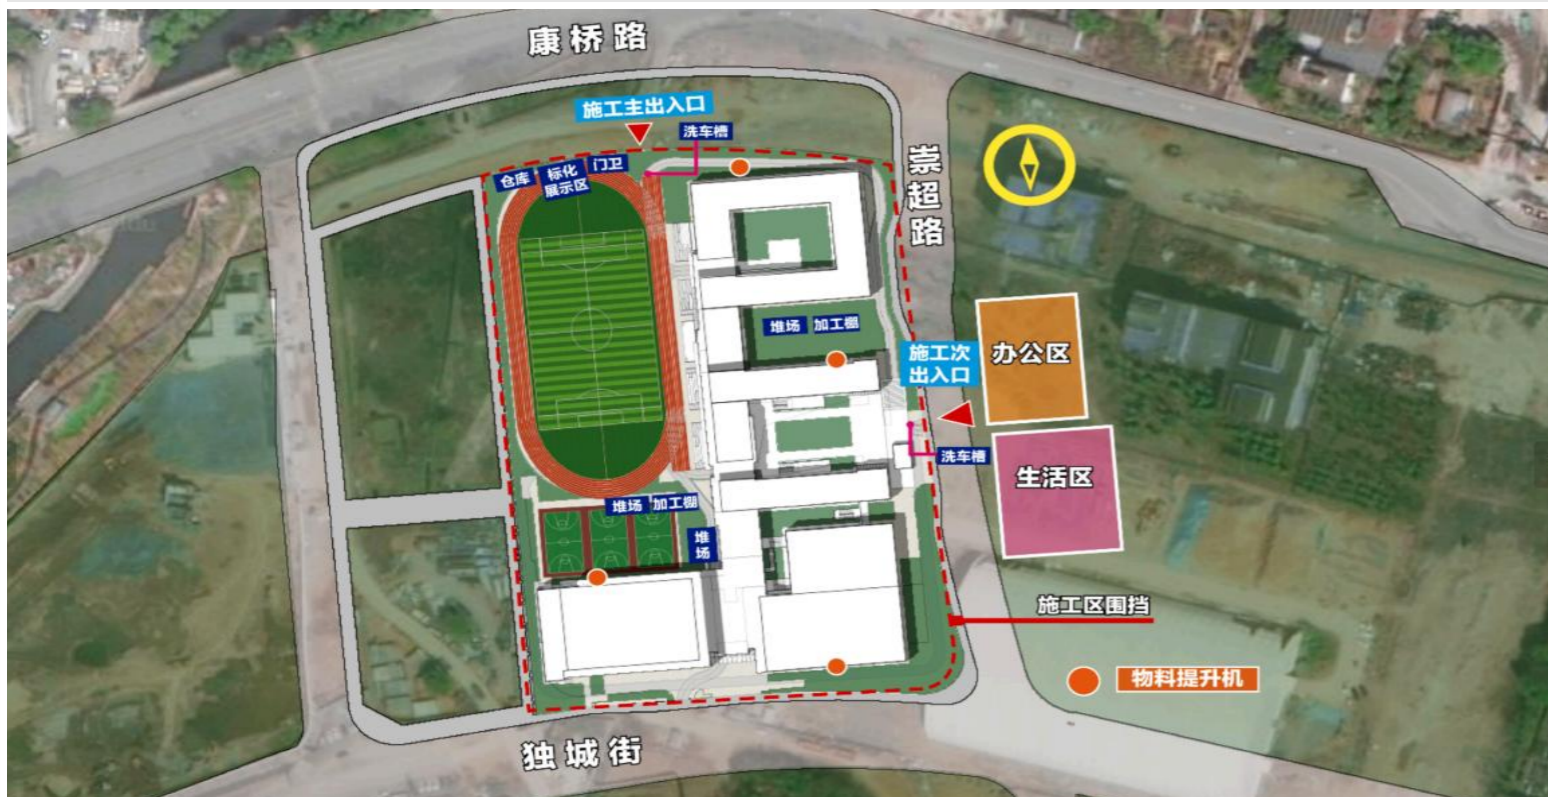 康桥路
施工主出入口
洗车槽
仓库
标化
展示区
门卫
崇超路
堆场
加工棚
施工次
出入口
办公区
洗车槽
生活区
堆场
加工棚
堆
场
施工区围挡
物料提升机
独城街